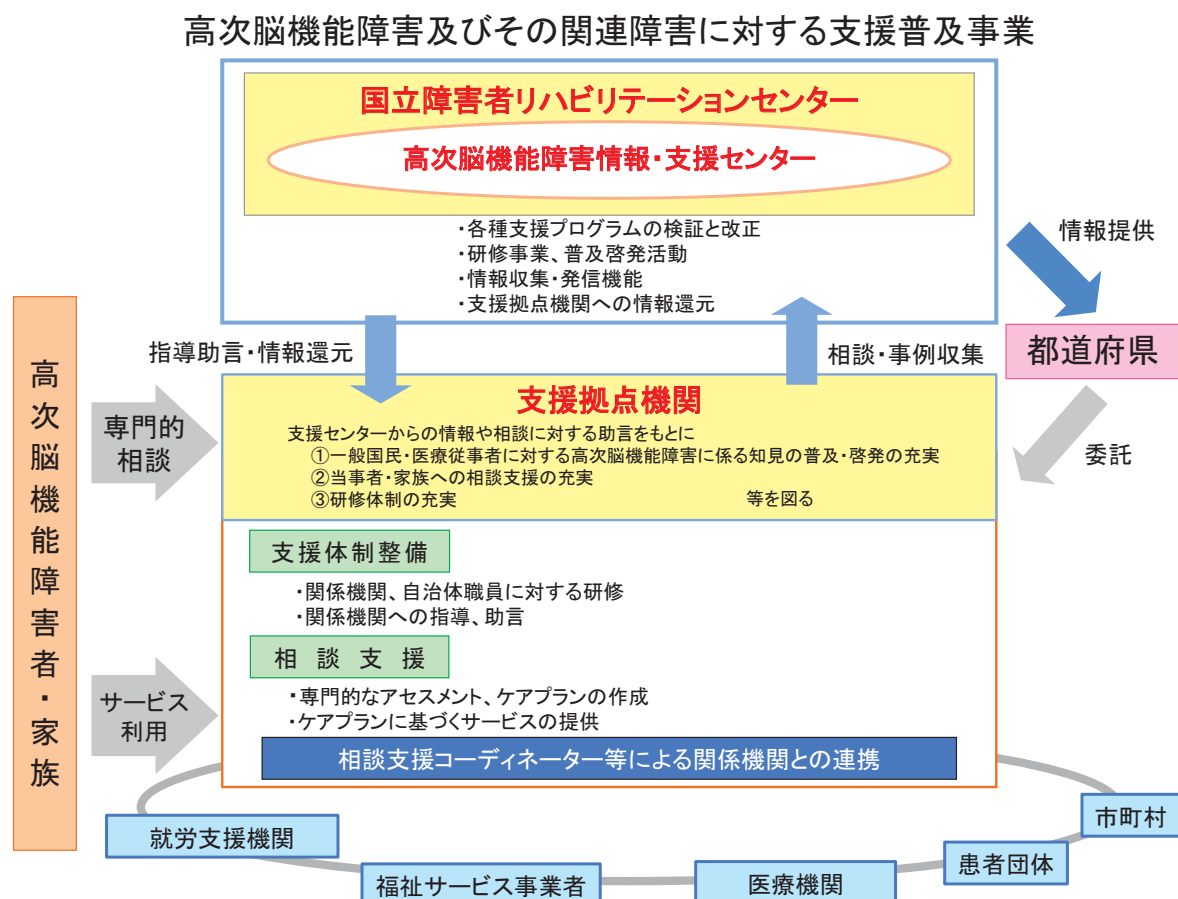 高次脳機能障害及びその関連障害に対する支援普及事業
国立障害者リハビリテーションセンター
高次脳機能障害情報・支援センター
・各種支援プログラムの検証と改正
・研修事業、普及啓発活動
・情報収集・発信機能
・支援拠点機関への情報還元
情報提供
指導助言・情報還元
相談・事例収集
都道府県
委託
高次脳機能障害者・家族
専門的
相談
支援拠点機関
支援センターからの情報や相談に対する助言をもとに
①一般国民・医療従事者に対する高次脳機能障害に係る知見の普及・啓発の充実
②当事者・家族への相談支援の充実
③研修体制の充実 等を図る
支援体制整備
・関係機関、自治体職員に対する研修
・関係機関への指導、助言
相談支援
・専門的なアセスメント、ケアプランの作成
・ケアプランに基づくサービスの提供
サービス
利用
相談支援コーディネーター等による関係機関との連携
就労支援機関
福祉サービス事業者
医療機関
患者団体
市町村